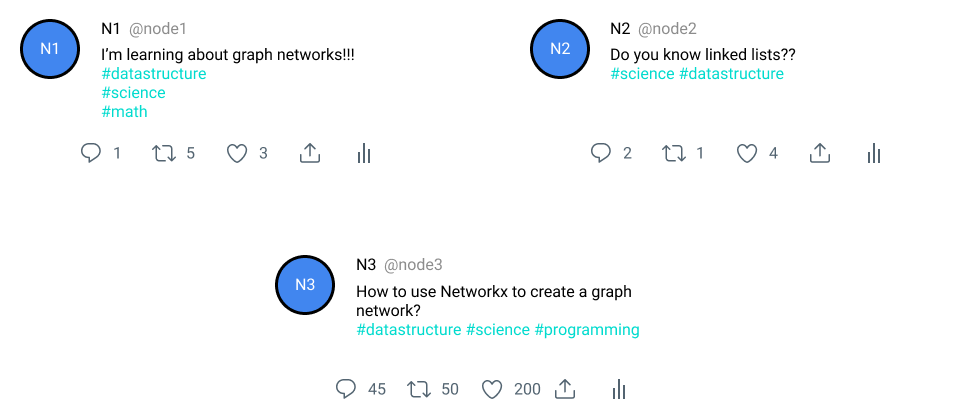 N1
N1 @node1
I'm learning about graph networks!!!
#datastructure
#science
#math
1 5 3
N2
N2 @node2
Do you know linked lists??
#science #datastructure
2 1 4
N3
N3 @node3
How to use Networkx to create a graph
network?
#datastructure #science #programming
45 50 200